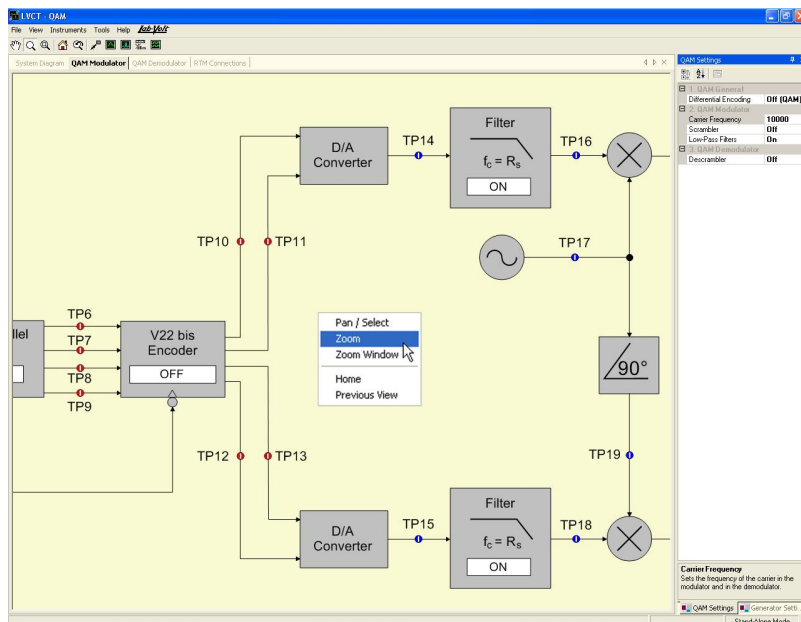 LVCT - QAM
File View Instruments Tools Help Lab-Volt
System Diagram QAM Modulator QAM Demodulator RTM Connections
QAM Settings
1. QAM General
Differential Encoding Off (QAM)
2. QAM Modulator
Carrier Frequency 10000
Scrambler Off
Low-Pass Filters On
3. QAM Demodulator
Descrambler Off
D/A
Converter
TP14
Filter
fc = Rs
ON
TP16
TP10
TP11
TP17
TP6
TP7
TP8
TP9
llel
V22 bis
Encoder
OFF
Pan / Select
Zoom
Zoom Window
Home
Previous View
90°
TP12
TP13
TP19
D/A
Converter
TP15
Filter
fc = Rs
ON
TP18
Carrier Frequency
Sets the frequency of the carrier in the
modulator and in the demodulator.
QAM Settings Generator Setti...
Stand-Alone Mode